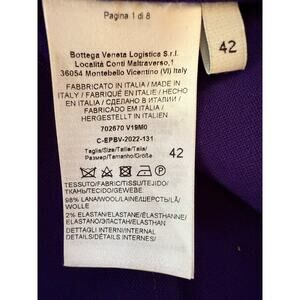 Pagina 1 di 8
42
Bottega Veneta Logistics S.r.l.
Località Conti Maltraverso,1
36054 Montebello Vicentino (VI) Italy
FABBRICATO IN ITALIA / MADE IN
ITALY / FABRIQUÉ EN ITALIE / HECHO
EN ITALIA / СДЕЛАНО В ИТАЛИИ /
FABRICADO EM ITÁLIA /
HERGESTELLT IN ITALIEN
702670 V19M0
C-EPBV-2022-131
Taglia/Size/Taille/Talla/
Размер/Tamanho/Größe
42
TESSUTO/FABRIC/TISSU/TEJIDO/
ТКАНЬ/TECIDO/GEWEBE:
98% LANA/WOOL/LAINE/ШЕРСТЬ/LÃ/
WOLLE
2% ELASTAN/ELASTANE/ÉLASTHANNE/
ELASTANO/ЭЛАСТАН/ELASTHAN
DETTAGLI INTERNI/INTERNAL
DETAILS/DÉTAILS INTERNES/